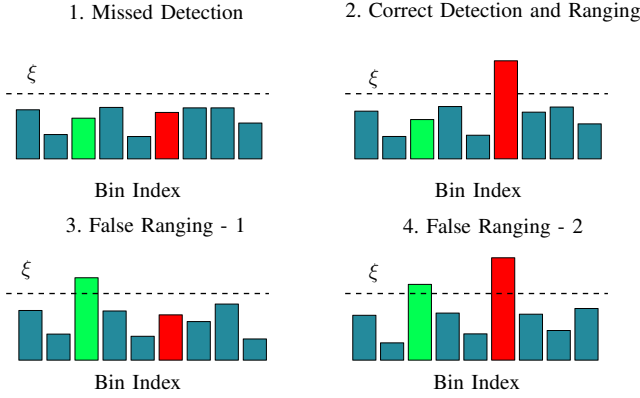 1. Missed Detection
2. Correct Detection and Ranging
ξ
ξ
Bin Index
Bin Index
3. False Ranging - 1
4. False Ranging - 2
ξ
ξ
Bin Index
Bin Index